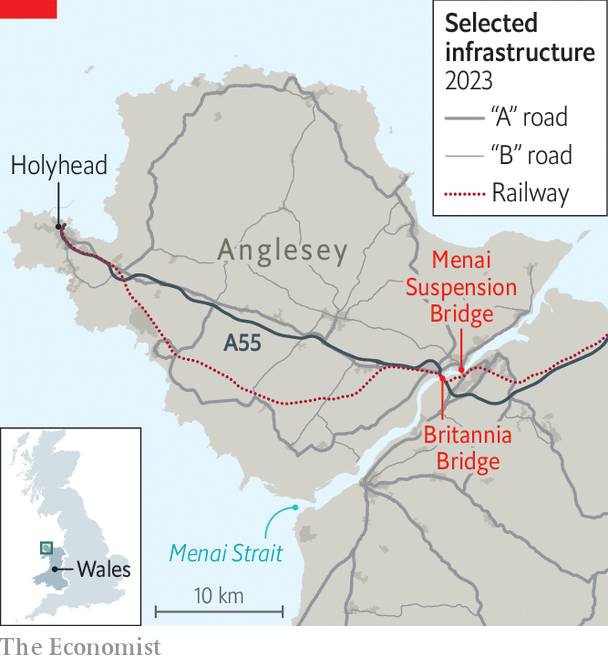 Selected
infrastructure
2023
“A” road
“B” road
Railway
Holyhead
Anglesey
Menai
Suspension
Bridge
A55
Britannia
Bridge
Menai Strait
Wales
10 km
The Economist